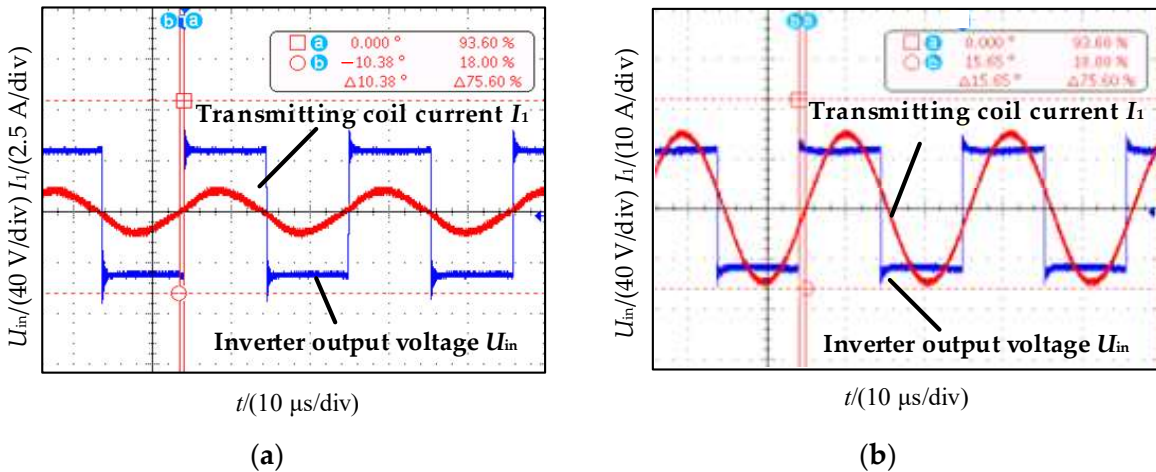 (a)
(b)
b a
a 0.000 ° 93.60 %
b −10.38 ° 18.00 %
Δ10.38 ° Δ75.60 %
Transmitting coil current I₁
Inverter output voltage Uin
Uin/(40 V/div) I₁/(2.5 A/div)
t/(10 μs/div)
(a)
b a
a 0.000 ° 93.60 %
b 15.65 ° 18.00 %
Δ15.65 ° Δ75.60 %
Transmitting coil current I₁
Inverter output voltage Uin
Uin/(40 V/div) I₁/(10 A/div)
t/(10 μs/div)
(b)